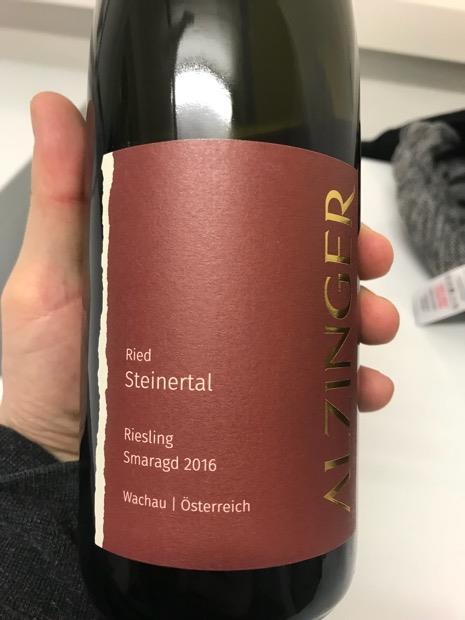 Ried
Steinertal
Riesling
Smaragd 2016
Wachau | Österreich
ALZINGER